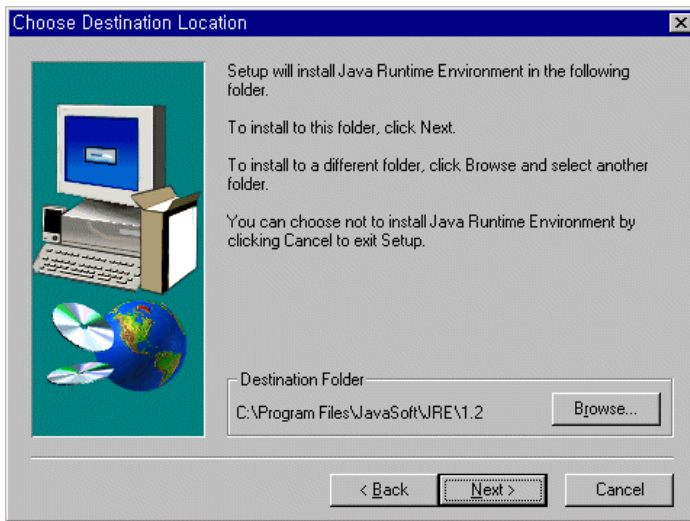 Choose Destination Location
Setup will install Java Runtime Environment in the following
folder.
To install to this folder, click Next.
To install to a different folder, click Browse and select another
folder.
You can choose not to install Java Runtime Environment by
clicking Cancel to exit Setup.
Destination Folder
C:\Program Files\JavaSoft\JRE\1.2
Browse...
< Back
Next >
Cancel